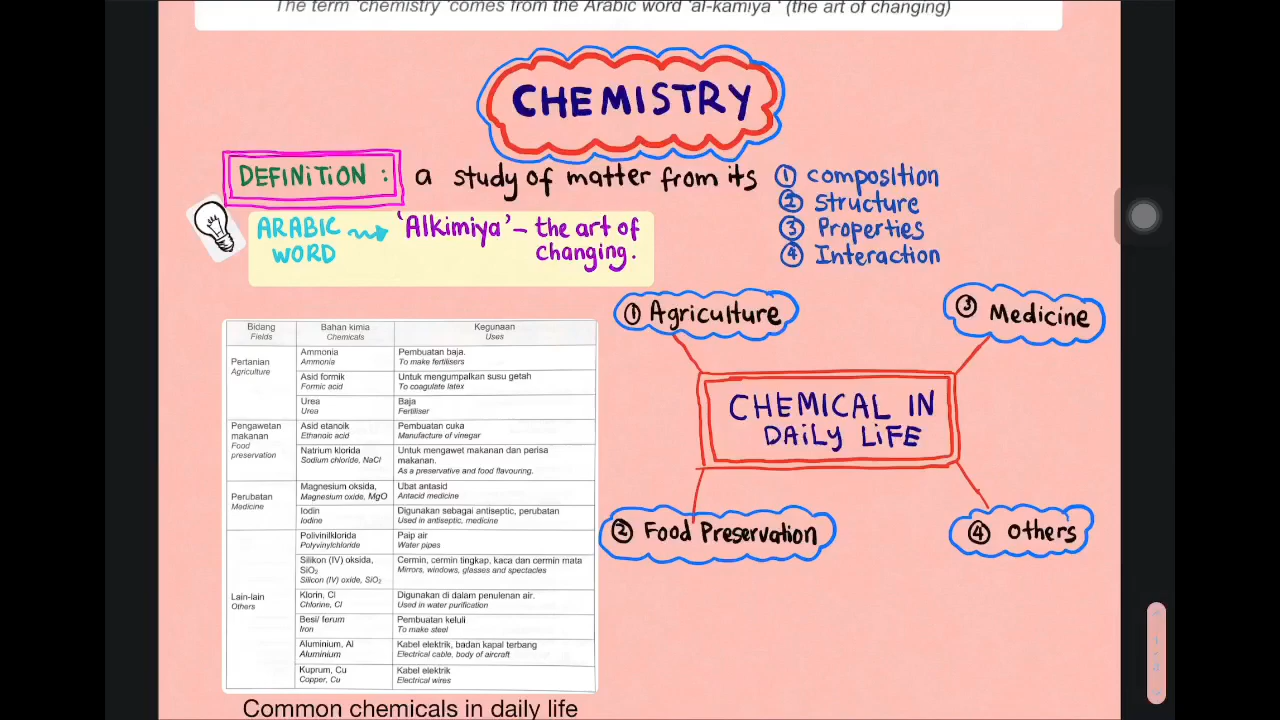 The term 'chemistry 'comes from the Arabic word 'al-kamiya ' (the art of changing)
CHEMISTRY
DEFINITION : a study of matter from its
① composition
② Structure
③ Properties
④ Interaction
ARABIC WORD → 'Alkimiya' – the art of
changing.
Bidang Bahan kimia Kegunaan
Fields Chemicals Uses
Pertanian
Agriculture
Ammonia Pembuatan baja.
Ammonia To make fertilisers
Asid formik Untuk mengumpalkan susu getah
Formic acid To coagulate latex
Urea Baja
Urea Fertiliser
Pengawetan
makanan
Food
preservation
Asid etanoik Pembuatan cuka
Ethanoic acid Manufacture of vinegar
Natrium klorida Untuk mengawet makanan dan perisa
makanan.
Sodium chloride, NaCl As a preservative and food flavouring.
Perubatan
Medicine
Magnesium oksida, Ubat antasid
Magnesium oxide, MgO Antacid medicine
Iodin Digunakan sebagai antiseptic, perubatan
Iodine Used in antiseptic, medicine
Lain-lain
Others
Polivinilklorida Paip air
Polyvinylchloride Water pipes
Silikon (IV) oksida, Cermin, cermin tingkap, kaca dan cermin mata
SiO₂ Mirrors, windows, glasses and spectacles
Silicon (IV) oxide, SiO₂
Klorin, Cl Digunakan di dalam penulenan air.
Chlorine, Cl Used in water purification
Besi/ ferum Pembuatan keluli
Iron To make steel
Aluminium, Al Kabel elektrik, badan kapal terbang
Aluminium Electrical cable, body of aircraft
Kuprum, Cu Kabel elektrik
Copper, Cu Electrical wires
Common chemicals in daily life
① Agriculture
③ Medicine
CHEMICAL IN
DAILY LIFE
② Food Preservation
④ Others